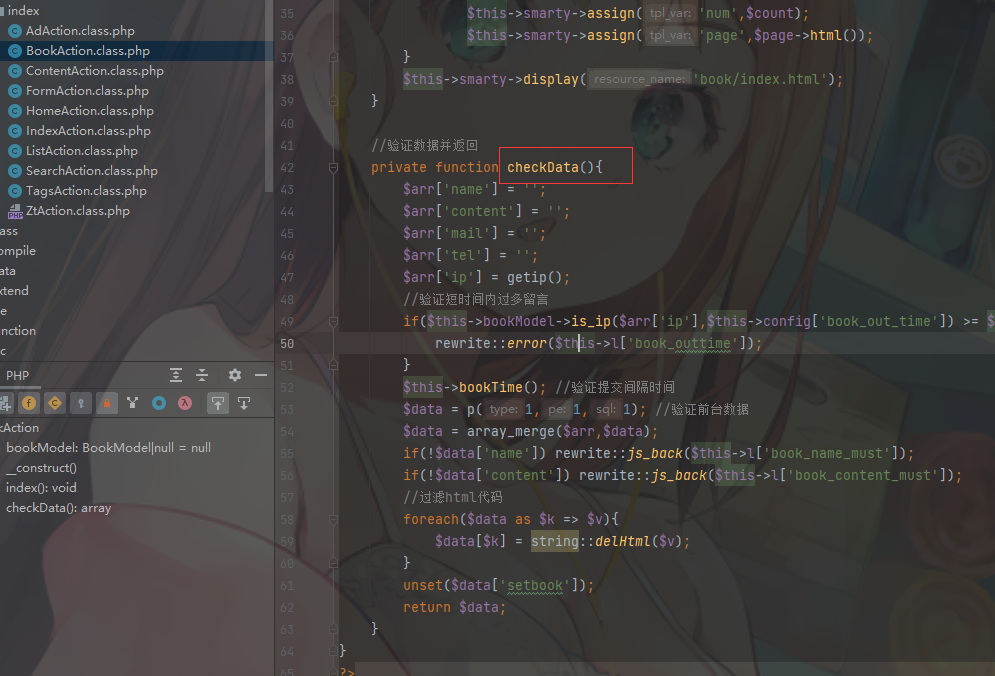 index
AdAction.class.php
BookAction.class.php
ContentAction.class.php
FormAction.class.php
HomeAction.class.php
IndexAction.class.php
ListAction.class.php
SearchAction.class.php
TagsAction.class.php
ZtAction.class.php
ass
ompile
ata
xtend
e
nction
c
PHP
kAction
bookModel: BookModel|null = null
__construct()
index(): void
checkData(): array
35 $this->smarty->assign( tpl_var: 'num',$count);
36 $this->smarty->assign( tpl_var: 'page',$page->html());
37 }
38 $this->smarty->display( resource_name: 'book/index.html');
39 }
40
41 //验证数据并返回
42 private function checkData(){
43 $arr['name'] = '';
44 $arr['content'] = '';
45 $arr['mail'] = '';
46 $arr['tel'] = '';
47 $arr['ip'] = getip();
48 //验证短时间内过多留言
49 if($this->bookModel->is_ip($arr['ip'],$this->config['book_out_time']) >= $
50 rewrite::error($this->l['book_outtime']);
51 }
52 $this->bookTime(); //验证提交间隔时间
53 $data = p( type: 1, pe: 1, sql: 1); //验证前台数据
54 $data = array_merge($arr,$data);
55 if(!$data['name']) rewrite::js_back($this->l['book_name_must']);
56 if(!$data['content']) rewrite::js_back($this->l['book_content_must']);
57 //过滤html代码
58 foreach($data as $k => $v){
59 $data[$k] = string::delHtml($v);
60 }
61 unset($data['setbook']);
62 return $data;
63 }
64 }
65 ?>